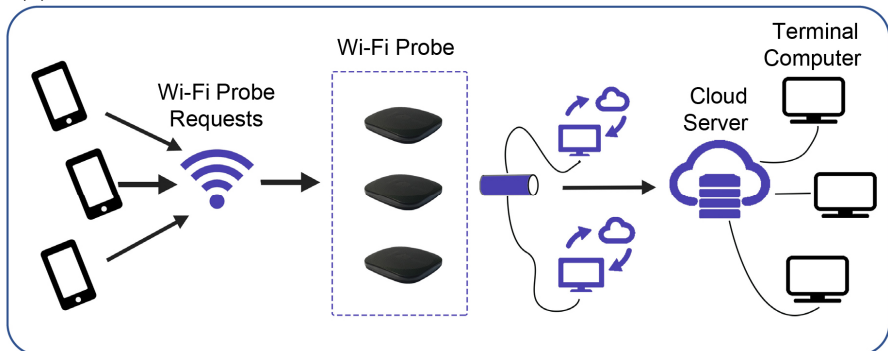 Wi-Fi Probe
Requests
Wi-Fi Probe
Cloud
Server
Terminal
Computer